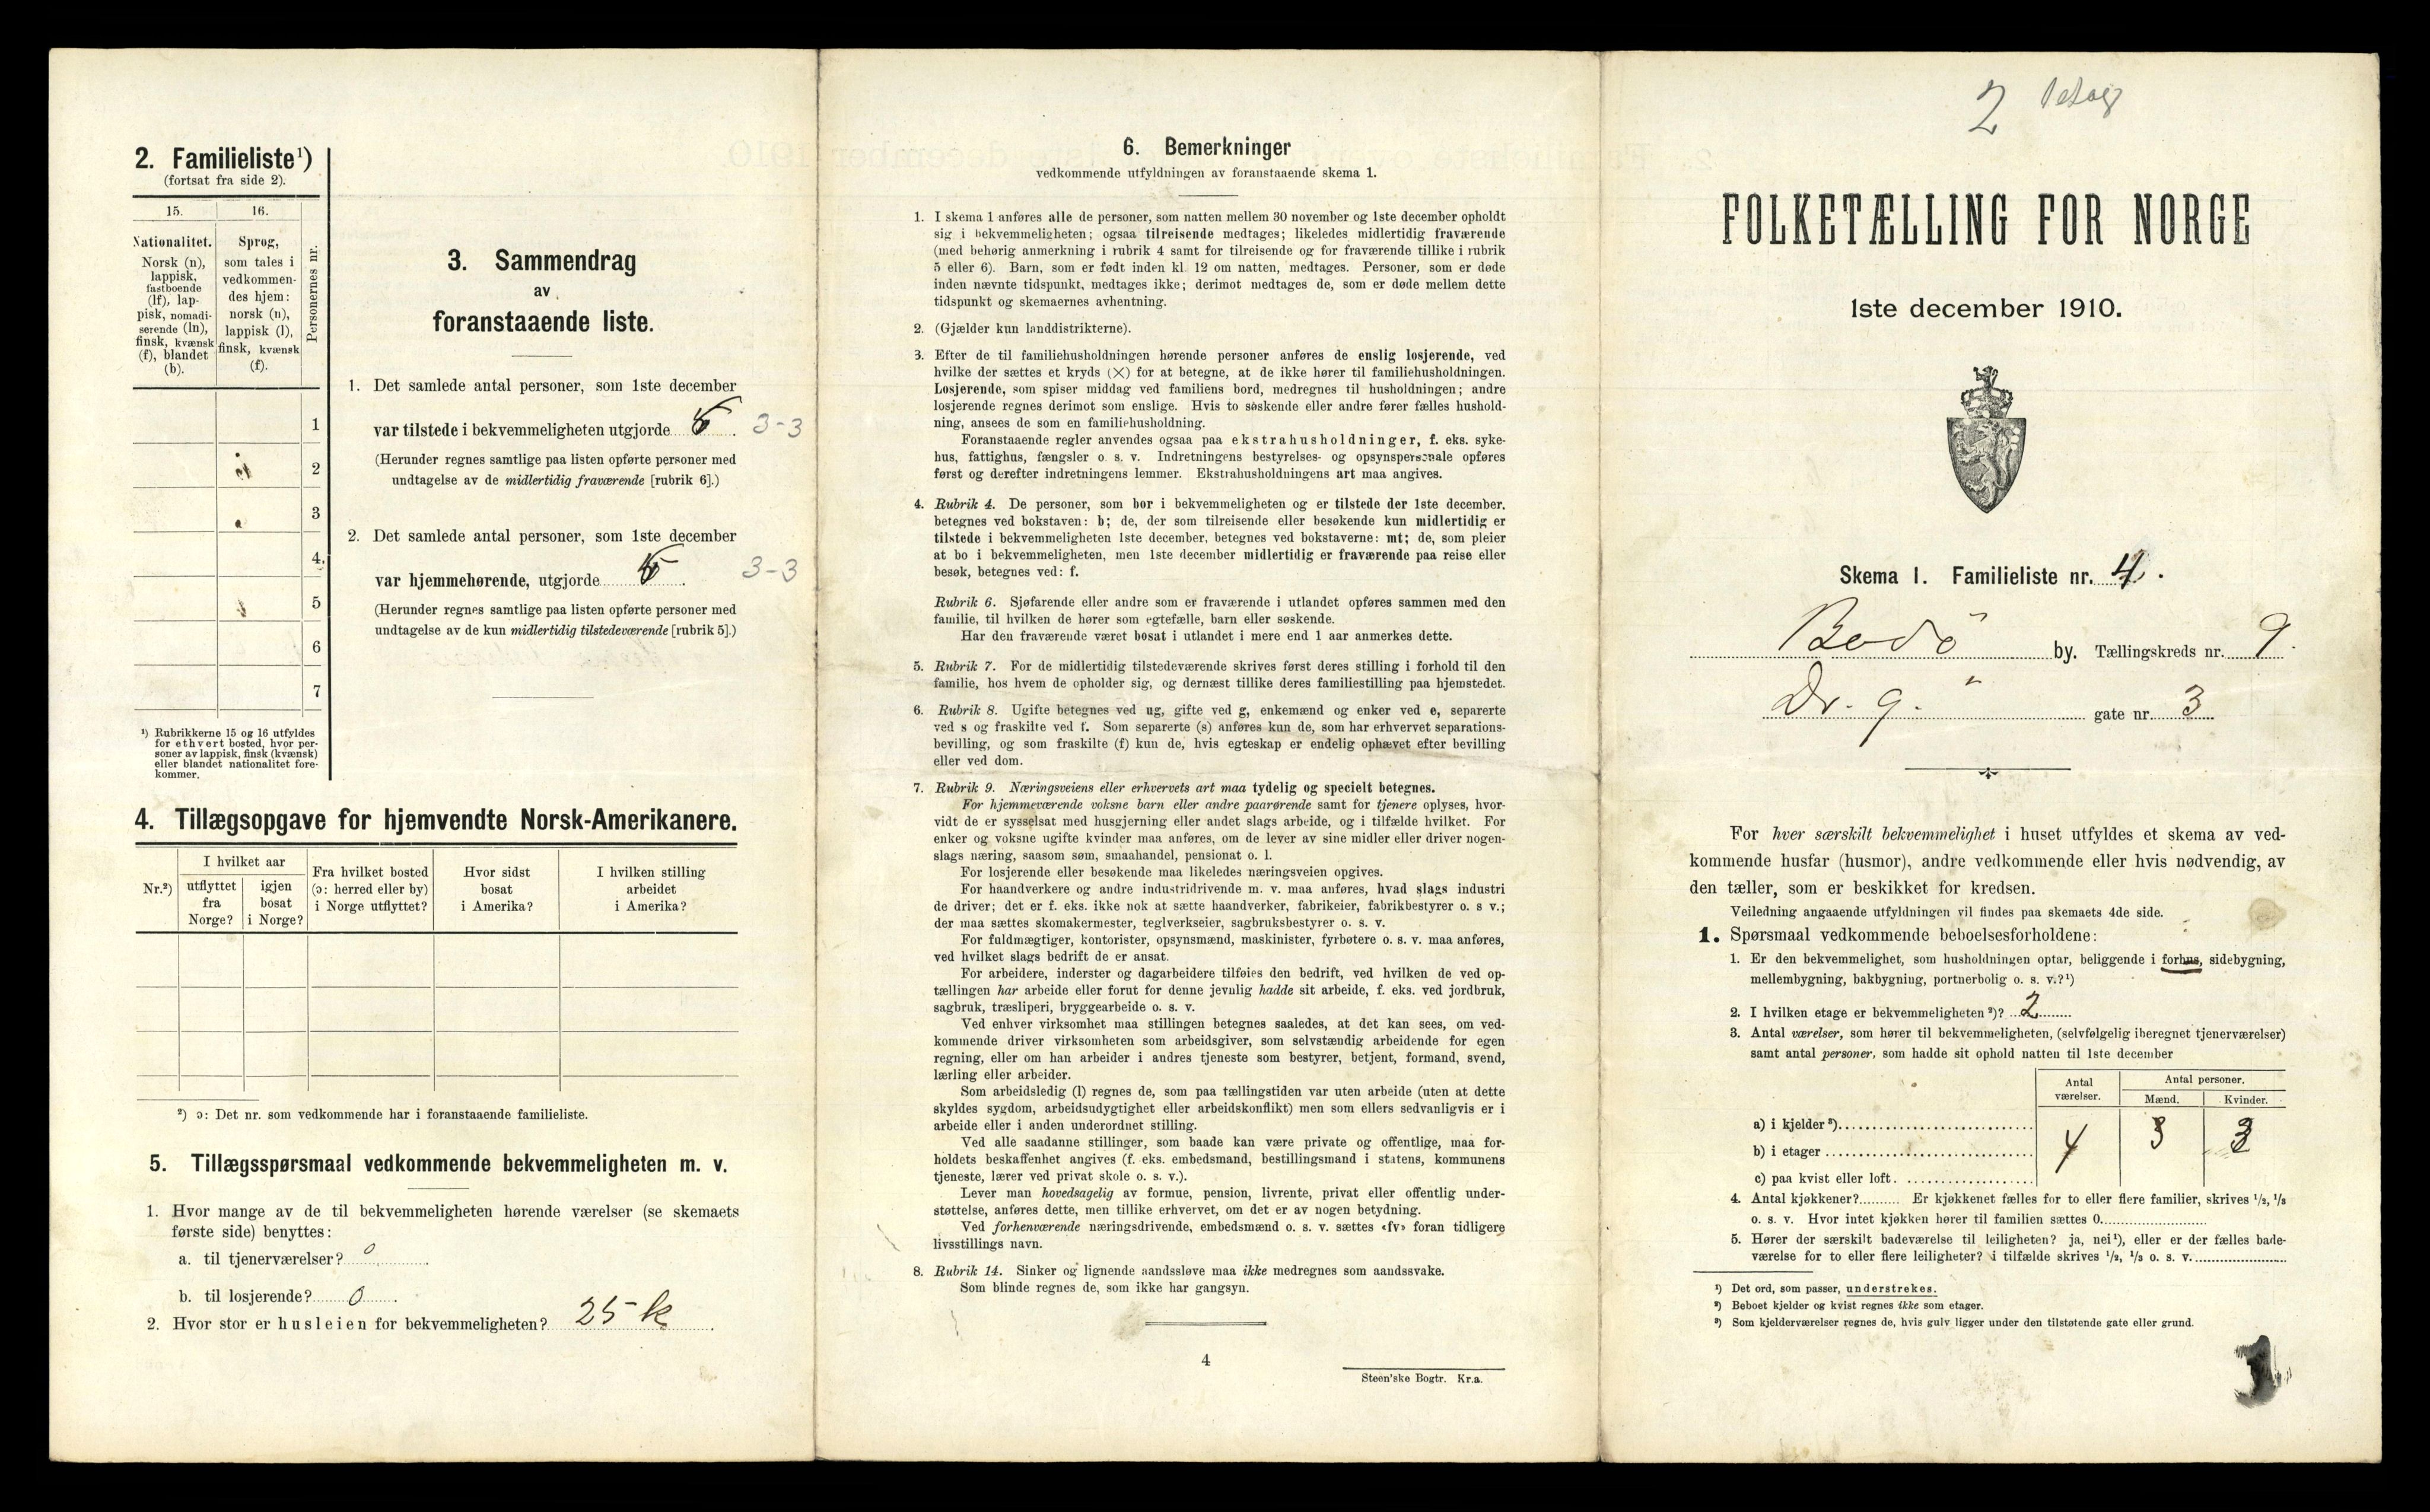 2. Familieliste¹)
(fortsat fra side 2).
15.
16.
Personernes nr.
Nationalitet.
Norsk (n),
lappisk,
fastboende
(lf), lap-
pisk, nomadi-
serende (ln),
finsk, kvænsk
(f), blandet
(b).
Sprog,
som tales i
vedkommen-
des hjem:
norsk (n),
lappisk (l),
finsk, kvænsk
(f).
1
2
3
4
5
6
7
¹) Rubrikkerne 15 og 16 utfyldes
for ethvert bosted, hvor per-
soner av lappisk, finsk (kvænsk)
eller blandet nationalitet fore-
kommer.
3. Sammendrag
av
foranstaaende liste.
1. Det samlede antal personer, som 1ste december
var tilstede i bekvemmeligheten utgjorde 6. 3-3
(Herunder regnes samtlige paa listen opførte personer med
undtagelse av de midlertidig fraværende [rubrik 6].)
2. Det samlede antal personer, som 1ste december
var hjemmehørende, utgjorde 6. 3-3
(Herunder regnes samtlige paa listen opførte personer med
undtagelse av de kun midlertidig tilstedeværende [rubrik 5].)
4. Tillægsopgave for hjemvendte Norsk-Amerikanere.
Nr.²)
I hvilket aar
utflyttet
fra
Norge?
igjen
bosat
i Norge?
Fra hvilket bosted
(ɔ: herred eller by)
i Norge utflyttet?
Hvor sidst
bosat
i Amerika?
I hvilken stilling
arbeidet
i Amerika?
²) ɔ: Det nr. som vedkommende har i foranstaaende familieliste.
5. Tillægsspørsmaal vedkommende bekvemmeligheten m. v.
1. Hvor mange av de til bekvemmeligheten hørende værelser (se skemaets
første side) benyttes:
a. til tjenerværelser? 0
b. til losjerende? 0
2. Hvor stor er husleien for bekvemmeligheten? 25 k
6. Bemerkninger
vedkommende utfyldningen av foranstaaende skema 1.
1. I skema 1 anføres alle de personer, som natten mellem 30 november og 1ste december opholdt
sig i bekvemmeligheten; ogsaa tilreisende medtages; likeledes midlertidig fraværende
(med behørig anmerkning i rubrik 4 samt for tilreisende og for fraværende tillike i rubrik
5 eller 6). Barn, som er født inden kl. 12 om natten, medtages. Personer, som er døde
inden nævnte tidspunkt, medtages ikke; derimot medtages de, som er døde mellem dette
tidspunkt og skemaernes avhentning.
2. (Gjælder kun landdistrikterne).
3. Efter de til familiehusholdningen hørende personer anføres de enslig losjerende, ved
hvilke der sættes et kryds (×) for at betegne, at de ikke hører til familiehusholdningen.
Losjerende, som spiser middag ved familiens bord, medregnes til husholdningen; andre
losjerende regnes derimot som enslige. Hvis to søskende eller andre fører fælles hushold-
ning, ansees de som en familiehusholdning.
Foranstaaende regler anvendes ogsaa paa ekstrahusholdninger, f. eks. syke-
hus, fattighus, fængsler o. s. v. Indretningens bestyrelses- og opsynspersonale opføres
først og derefter indretningens lemmer. Ekstrahusholdningens art maa angives.
4. Rubrik 4. De personer, som bor i bekvemmeligheten og er tilstede der 1ste december,
betegnes ved bokstaven: b; de, der som tilreisende eller besøkende kun midlertidig er
tilstede i bekvemmeligheten 1ste december, betegnes ved bokstaverne: mt; de, som pleier
at bo i bekvemmeligheten, men 1ste december midlertidig er fraværende paa reise eller
besøk, betegnes ved: f.
Rubrik 6. Sjøfarende eller andre som er fraværende i utlandet opføres sammen med den
familie, til hvilken de hører som egtefælle, barn eller søskende.
Har den fraværende været bosat i utlandet i mere end 1 aar anmerkes dette.
5. Rubrik 7. For de midlertidig tilstedeværende skrives først deres stilling i forhold til den
familie, hos hvem de opholder sig, og dernæst tillike deres familiestilling paa hjemstedet.
6. Rubrik 8. Ugifte betegnes ved ug, gifte ved g, enkemænd og enker ved e, separerte
ved s og fraskilte ved f. Som separerte (s) anføres kun de, som har erhvervet separations-
bevilling, og som fraskilte (f) kun de, hvis egteskap er endelig ophævet efter bevilling
eller ved dom.
7. Rubrik 9. Næringsveiens eller erhvervets art maa tydelig og specielt betegnes.
For hjemmeværende voksne barn eller andre paarørende samt for tjenere oplyses, hvor-
vidt de er sysselsat med husgjerning eller andet slags arbeide, og i tilfælde hvilket. For
enker og voksne ugifte kvinder maa anføres, om de lever av sine midler eller driver nogen-
slags næring, saasom søm, smaahandel, pensionat o. l.
For losjerende eller besøkende maa likeledes næringsveien opgives.
For haandverkere og andre industridrivende m. v. maa anføres, hvad slags industri
de driver; det er f. eks. ikke nok at sætte haandverker, fabrikeier, fabrikbestyrer o. s v.;
der maa sættes skomakermester, teglverkseier, sagbruksbestyrer o. s. v.
For fuldmægtiger, kontorister, opsynsmænd, maskinister, fyrbøtere o. s. v. maa anføres,
ved hvilket slags bedrift de er ansat.
For arbeidere, inderster og dagarbeidere tilføies den bedrift, ved hvilken de ved op-
tællingen har arbeide eller forut for denne jevnlig hadde sit arbeide, f. eks. ved jordbruk,
sagbruk, træsliperi, bryggearbeide o. s. v.
Ved enhver virksomhet maa stillingen betegnes saaledes, at det kan sees, om ved-
kommende driver virksomheten som arbeidsgiver, som selvstændig arbeidende for egen
regning, eller om han arbeider i andres tjeneste som bestyrer, betjent, formand, svend,
lærling eller arbeider.
Som arbeidsledig (l) regnes de, som paa tællingstiden var uten arbeide (uten at dette
skyldes sygdom, arbeidsudygtighet eller arbeidskonflikt) men som ellers sedvanligvis er i
arbeide eller i anden underordnet stilling.
Ved alle saadanne stillinger, som baade kan være private og offentlige, maa for-
holdets beskaffenhet angives (f. eks. embedsmand, bestillingsmand i statens, kommunens
tjeneste, lærer ved privat skole o. s. v.).
Lever man hovedsagelig av formue, pension, livrente, privat eller offentlig under-
støttelse, anføres dette, men tillike erhvervet, om det er av nogen betydning.
Ved forhenværende næringsdrivende, embedsmænd o. s. v. sættes «fv» foran tidligere
livsstillings navn.
8. Rubrik 14. Sinker og lignende aandssløve maa ikke medregnes som aandssvake.
Som blinde regnes de, som ikke har gangsyn.
4
Steen'ske Bogtr. Kr.a.
2
FOLKETÆLLING FOR NORGE
1ste december 1910.
Skema 1. Familieliste nr. 4.
Bodö by. Tællingskreds nr. 9.
Dr. g. gate nr. 3
For hver særskilt bekvemmelighet i huset utfyldes et skema av ved-
kommende husfar (husmor), andre vedkommende eller hvis nødvendig, av
den tæller, som er beskikket for kredsen.
Veiledning angaaende utfyldningen vil findes paa skemaets 4de side.
1. Spørsmaal vedkommende beboelsesforholdene:
1. Er den bekvemmelighet, som husholdningen optar, beliggende i forhus, sidebygning,
mellembygning, bakbygning, portnerbolig o. s. v.?¹)
2. I hvilken etage er bekvemmeligheten²)? 2
3. Antal værelser, som hører til bekvemmeligheten, (selvfølgelig iberegnet tjenerværelser)
samt antal personer, som hadde sit ophold natten til 1ste december
Antal
værelser.
Antal personer.
Mænd.
Kvinder.
a) i kjelder³)
b) i etager 4 3 3
c) paa kvist eller loft.
4. Antal kjøkkener? Er kjøkkenet fælles for to eller flere familier, skrives ¹/₂, ¹/₃
o. s. v. Hvor intet kjøkken hører til familien sættes 0.
5. Hører der særskilt badeværelse til leiligheten? ja, nei¹), eller er der fælles bade-
værelse for to eller flere leiligheter? i tilfælde skrives ¹/₂, ¹/₃ o. s. v.
¹) Det ord, som passer, understrekes.
²) Beboet kjelder og kvist regnes ikke som etager.
³) Som kjelderværelser regnes de, hvis gulv ligger under den tilstøtende gate eller grund.